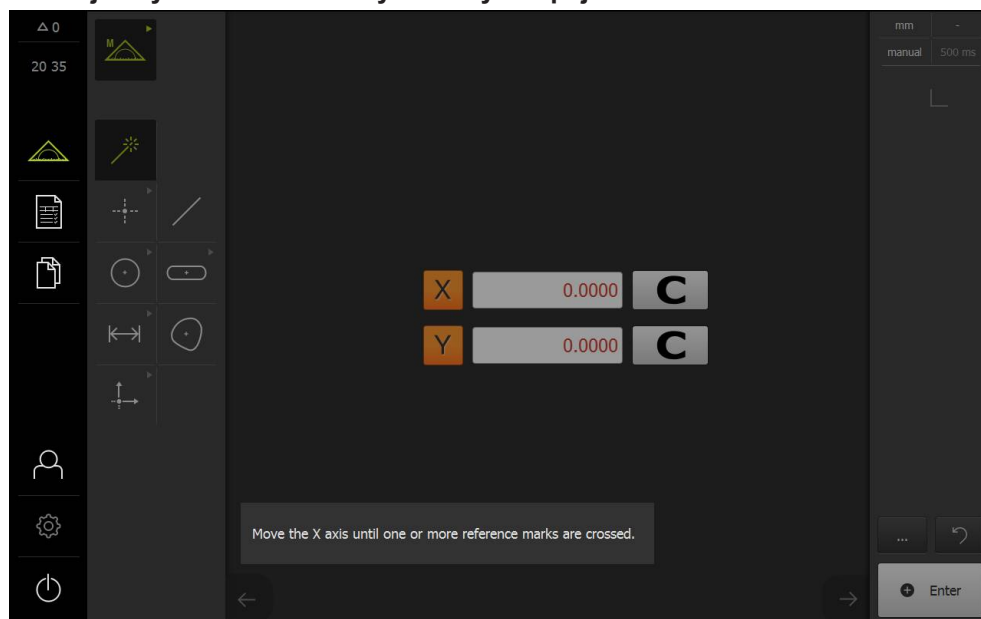 Δ 0
mm -
manual 500 ms
20 35
M
X 0.0000 C
Y 0.0000 C
Move the X axis until one or more reference marks are crossed.
...
Enter